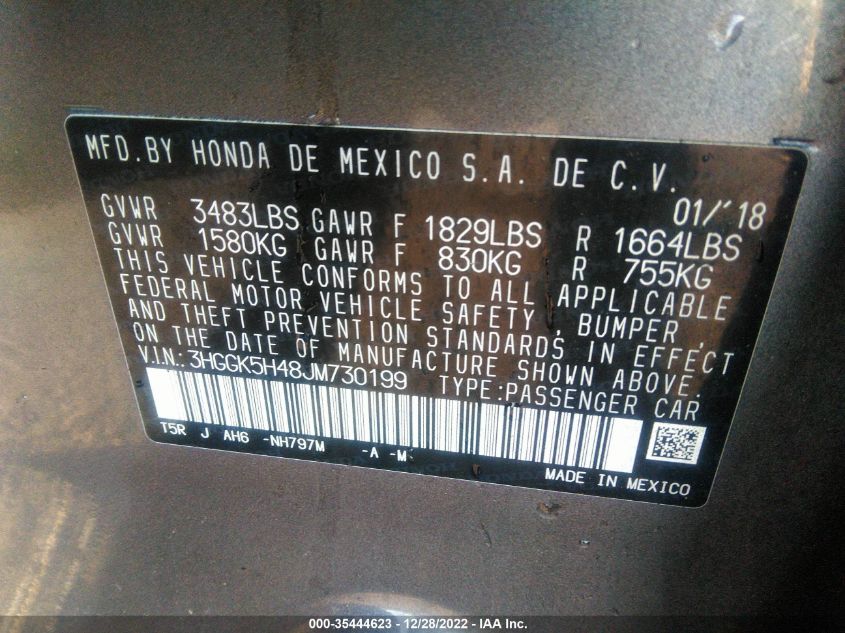 MFD.BY HONDA DE MEXICO S.A. DE C.V.
01/'18
GVWR 3483LBS GAWR F 1829LBS R 1664LBS
GVWR 1580KG GAWR F 830KG R 755KG
THIS VEHICLE CONFORMS TO ALL APPLICABLE
FEDERAL MOTOR VEHICLE SAFETY, BUMPER,
AND THEFT PREVENTION STANDARDS IN EFFECT
ON THE DATE OF MANUFACTURE SHOWN ABOVE.
V.I.N.:3HGGK5H48JM730199 TYPE:PASSENGER CAR
T5R J AH6 -NH797M -A -M
MADE IN MEXICO
000-35444623 - 12/28/2022 - IAA Inc.